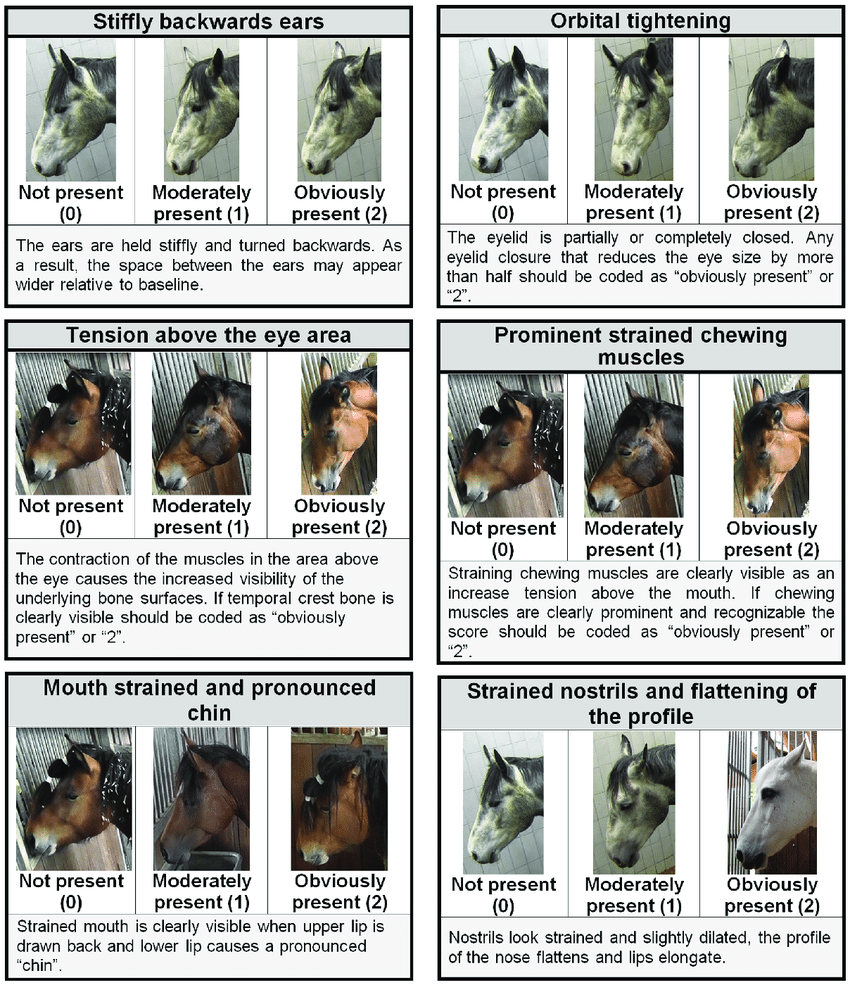 Stiffly backwards ears
Not present
(0)
Moderately
present (1)
Obviously
present (2)
The ears are held stiffly and turned backwards. As
a result, the space between the ears may appear
wider relative to baseline.
Orbital tightening
Not present
(0)
Moderately
present (1)
Obviously
present (2)
The eyelid is partially or completely closed. Any
eyelid closure that reduces the eye size by more
than half should be coded as “obviously present” or
“2”.
Tension above the eye area
Not present
(0)
Moderately
present (1)
Obviously
present (2)
The contraction of the muscles in the area above
the eye causes the increased visibility of the
underlying bone surfaces. If temporal crest bone is
clearly visible should be coded as “obviously
present” or “2”.
Prominent strained chewing
muscles
Not present
(0)
Moderately
present (1)
Obviously
present (2)
Straining chewing muscles are clearly visible as an
increase tension above the mouth. If chewing
muscles are clearly prominent and recognizable the
score should be coded as “obviously present” or
“2”.
Mouth strained and pronounced
chin
Not present
(0)
Moderately
present (1)
Obviously
present (2)
Strained mouth is clearly visible when upper lip is
drawn back and lower lip causes a pronounced
“chin”.
Strained nostrils and flattening of
the profile
Not present
(0)
Moderately
present (1)
Obviously
present (2)
Nostrils look strained and slightly dilated, the profile
of the nose flattens and lips elongate.